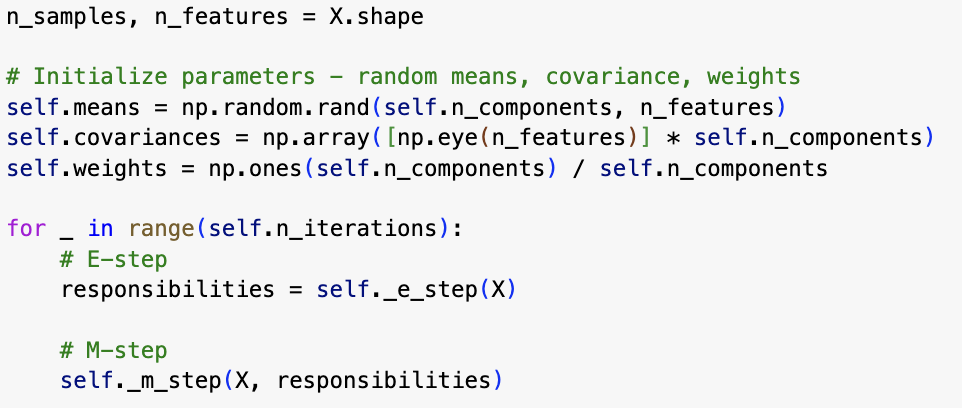 n_samples, n_features = X.shape
# Initialize parameters – random means, covariance, weights
self.means = np.random.rand(self.n_components, n_features)
self.covariances = np.array([np.eye(n_features)] * self.n_components)
self.weights = np.ones(self.n_components) / self.n_components
for _ in range(self.n_iterations):
    # E–step
    responsibilities = self._e_step(X)
    # M–step
    self._m_step(X, responsibilities)